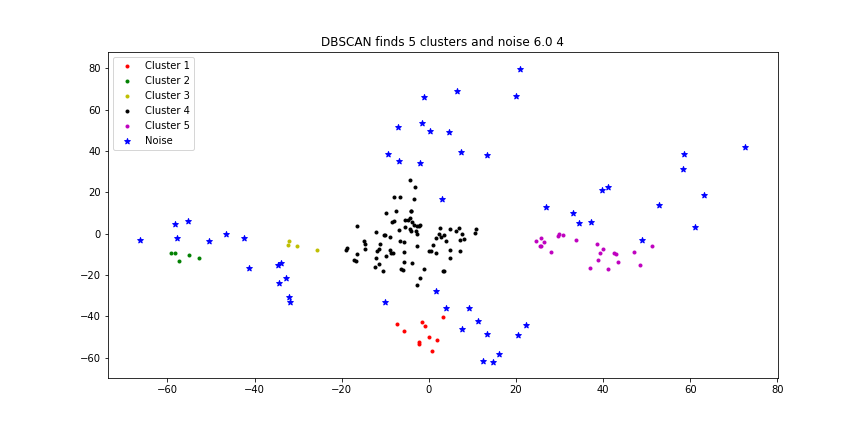 DBSCAN finds 5 clusters and noise 6.0 4
Cluster 1
Cluster 2
Cluster 3
Cluster 4
Cluster 5
Noise
80
60
40
20
0
−20
−40
−60
−60 −40 −20 0 20 40 60 80